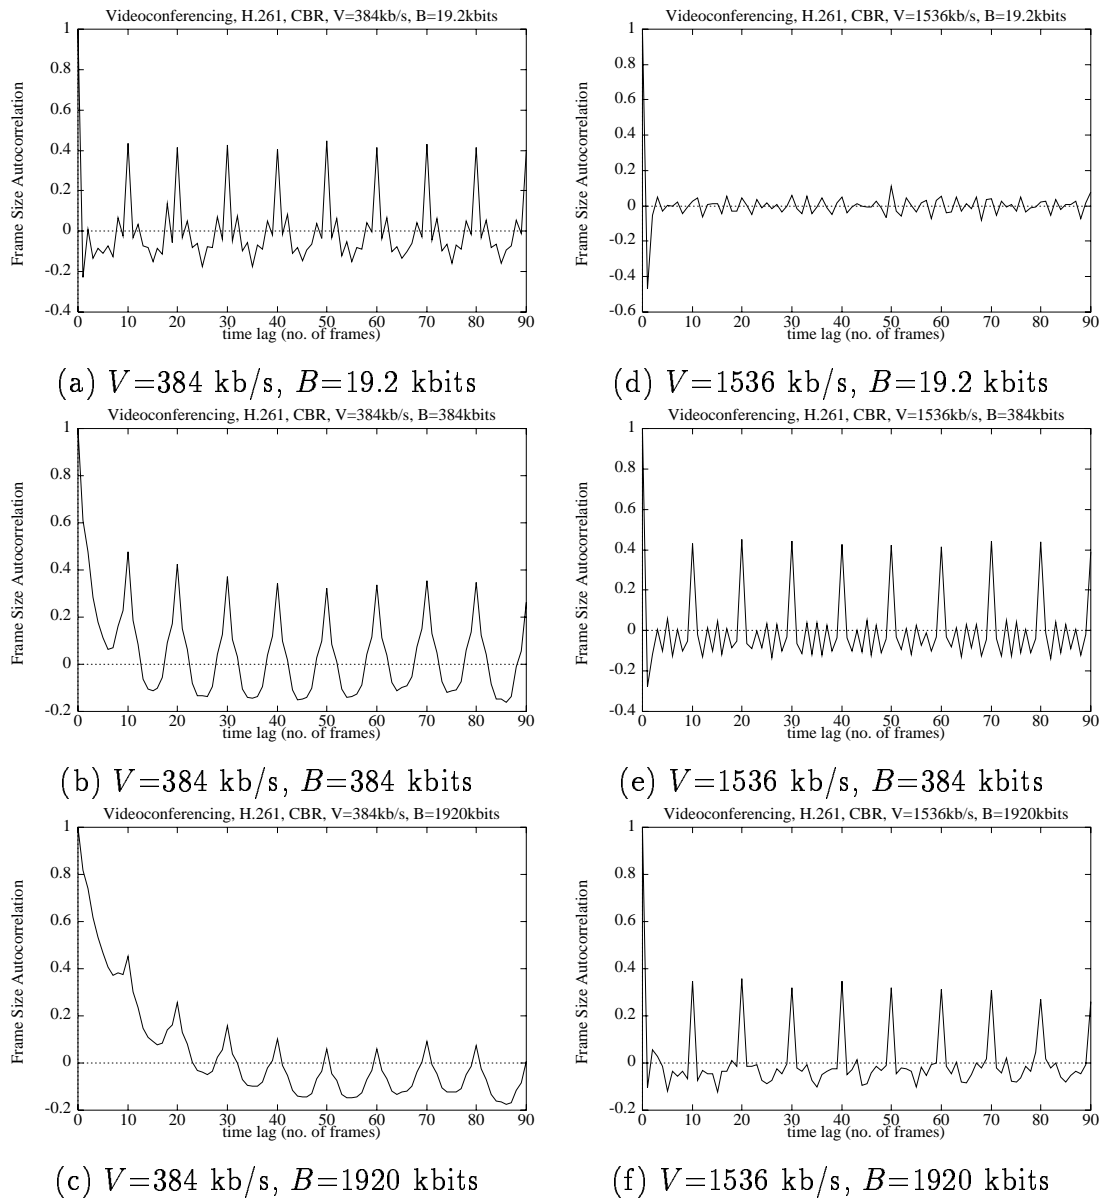 Videoconferencing, H.261, CBR, V=384kb/s, B=19.2kbits
1
0.8
0.6
0.4
0.2
0
-0.2
-0.4
Frame Size Autocorrelation
0 10 20 30 40 50 60 70 80 90
time lag (no. of frames)
(a) V=384 kb/s, B=19.2 kbits
Videoconferencing, H.261, CBR, V=1536kb/s, B=19.2kbits
1
0.8
0.6
0.4
0.2
0
-0.2
-0.4
-0.6
Frame Size Autocorrelation
0 10 20 30 40 50 60 70 80 90
time lag (no. of frames)
(d) V=1536 kb/s, B=19.2 kbits
Videoconferencing, H.261, CBR, V=384kb/s, B=384kbits
1
0.8
0.6
0.4
0.2
0
-0.2
Frame Size Autocorrelation
0 10 20 30 40 50 60 70 80 90
time lag (no. of frames)
(b) V=384 kb/s, B=384 kbits
Videoconferencing, H.261, CBR, V=1536kb/s, B=384kbits
1
0.8
0.6
0.4
0.2
0
-0.2
-0.4
Frame Size Autocorrelation
0 10 20 30 40 50 60 70 80 90
time lag (no. of frames)
(e) V=1536 kb/s, B=384 kbits
Videoconferencing, H.261, CBR, V=384kb/s, B=1920kbits
1
0.8
0.6
0.4
0.2
0
-0.2
Frame Size Autocorrelation
0 10 20 30 40 50 60 70 80 90
time lag (no. of frames)
(c) V=384 kb/s, B=1920 kbits
Videoconferencing, H.261, CBR, V=1536kb/s, B=1920kbits
1
0.8
0.6
0.4
0.2
0
-0.2
Frame Size Autocorrelation
0 10 20 30 40 50 60 70 80 90
time lag (no. of frames)
(f) V=1536 kb/s, B=1920 kbits